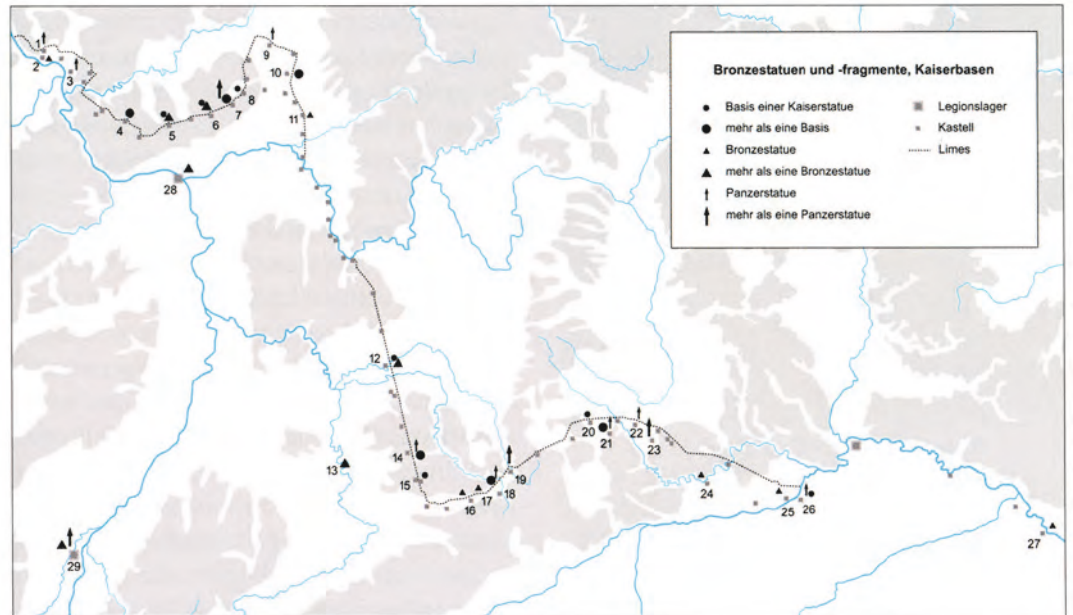 Bronzestatuen und -fragmente, Kaiserbasen
Basis einer Kaiserstatue
mehr als eine Basis
Bronzestatue
mehr als eine Bronzestatue
Panzerstatue
mehr als eine Panzerstatue
Legionslager
Kastell
Limes
1
2
3
4
5
6
7
8
9
10
11
12
13
14
15
16
17
18
19
20
21
22
23
24
25
26
27
28
29